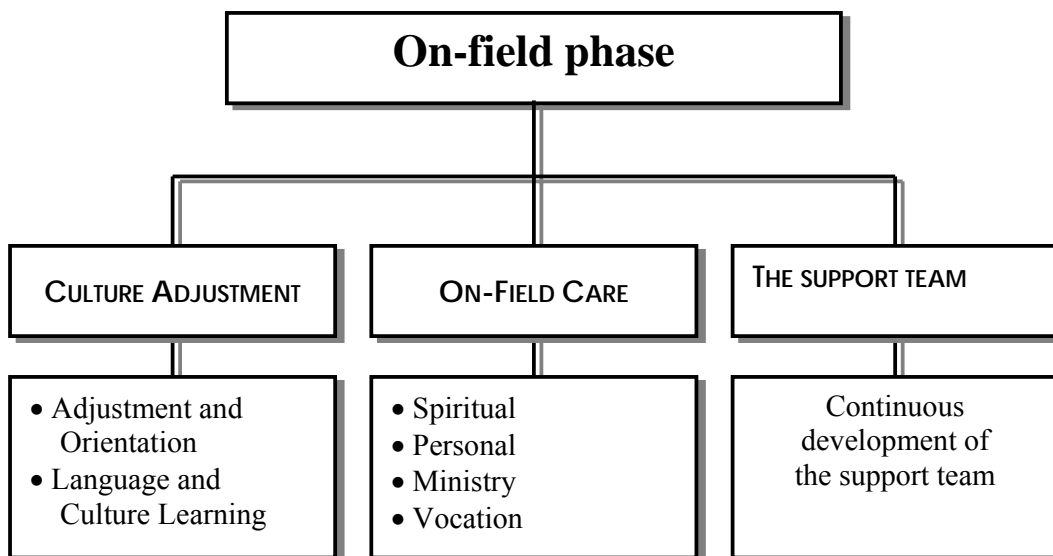 On-field phase
CULTURE ADJUSTMENT
ON-FIELD CARE
THE SUPPORT TEAM
• Adjustment and
Orientation
• Language and
Culture Learning
• Spiritual
• Personal
• Ministry
• Vocation
Continuous
development of
the support team